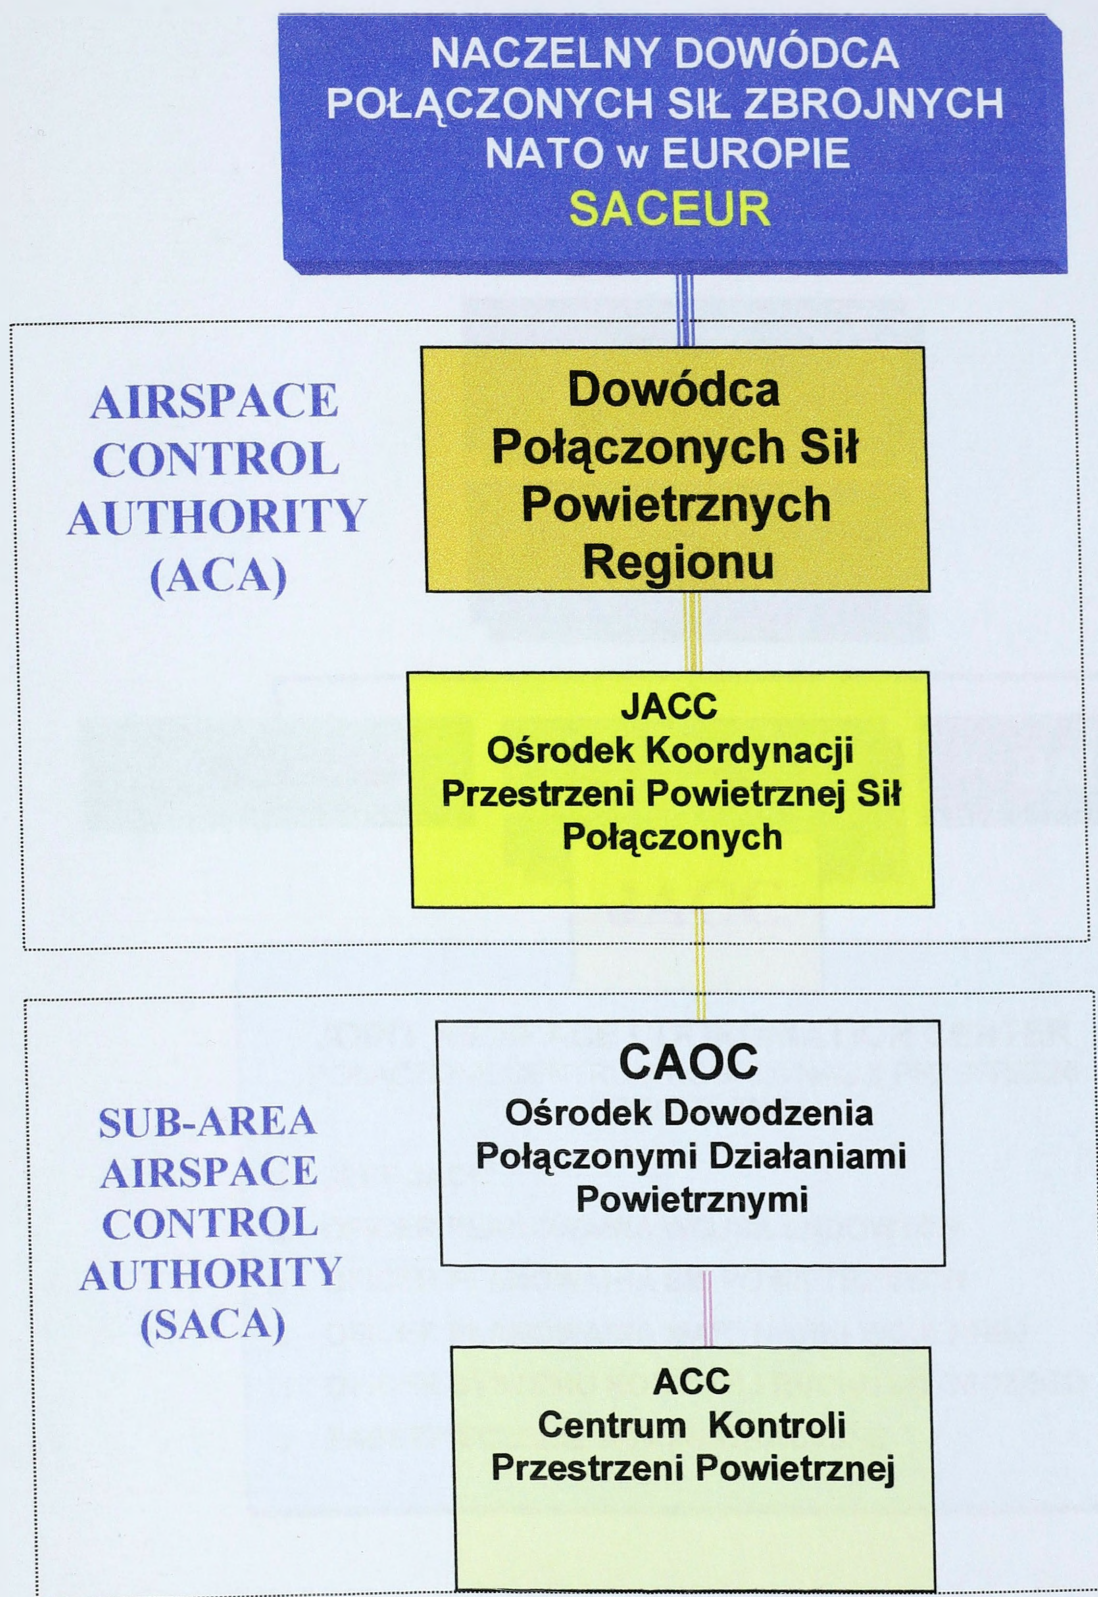 NACZELNY DOWÓDCA
POŁĄCZONYCH SIŁ ZBROJNYCH
NATO w EUROPIE
SACEUR
AIRSPACE
CONTROL
AUTHORITY
(ACA)
Dowódca
Połączonych Sił
Powietrznych
Regionu
JACC
Ośrodek Koordynacji
Przestrzeni Powietrznej Sił
Połączonych
SUB-AREA
AIRSPACE
CONTROL
AUTHORITY
(SACA)
CAOC
Ośrodek Dowodzenia
Połączonymi Działaniami
Powietrznymi
ACC
Centrum Kontroli
Przestrzeni Powietrznej